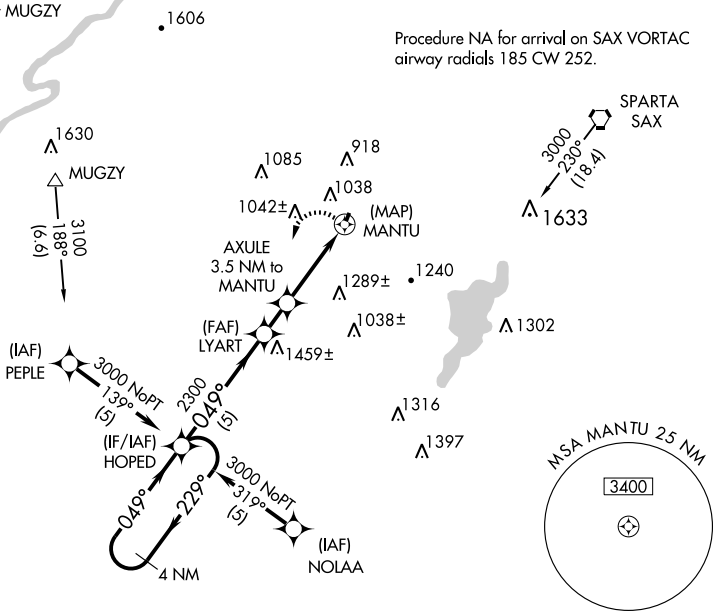 MUGZY
1606
Procedure NA for arrival on SAX VORTAC
airway radials 185 CW 252.
SPARTA
SAX
3000
230°
(18.4)
1633
1630
MUGZY
3100
188°
(6.6)
1085
918
1038
1042±
(MAP)
MANTU
AXULE
3.5 NM to
MANTU
1289±
1240
(FAF)
LYART
1038±
1459±
1302
(IAF)
PEPLE
3000 NoPT
139°
(5)
2300
049°
(5)
(IF/IAF)
HOPED
1316
1397
049°
229°
3000 NoPT
319°
(5)
(IAF)
NOLAA
4 NM
MSA MANTU 25 NM
3400